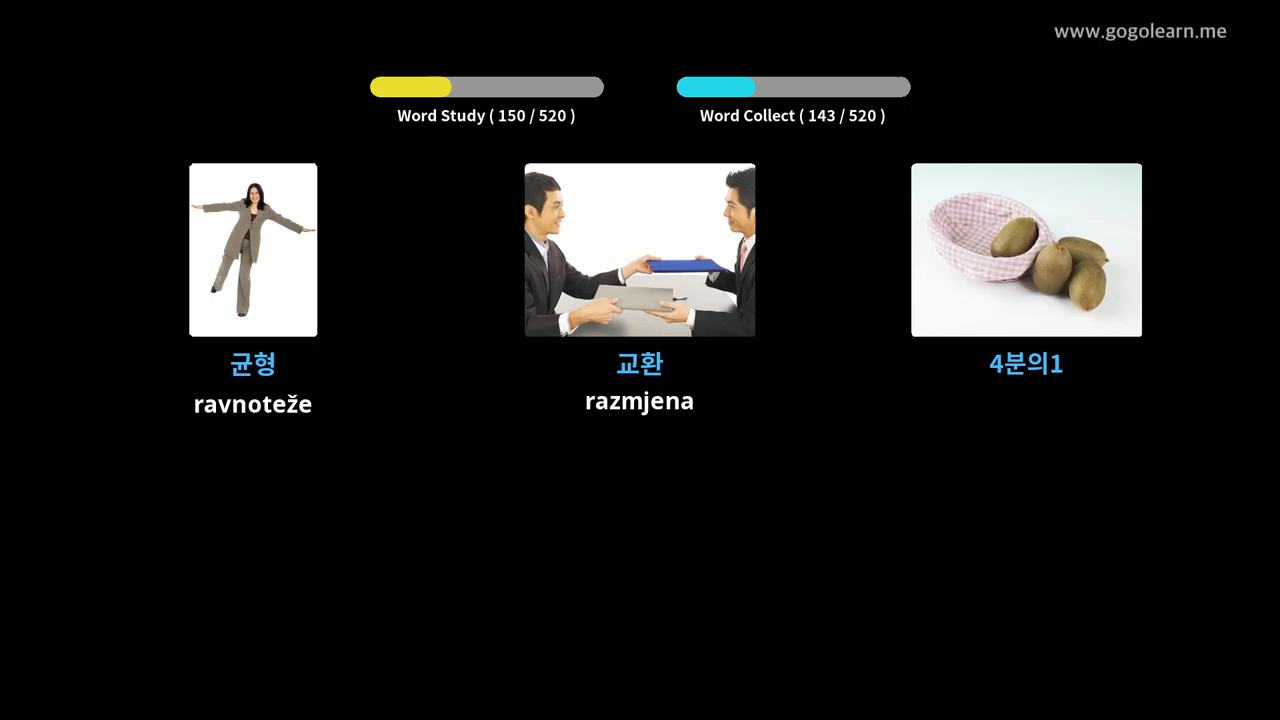 www.gogolearn.me
Word Study ( 150 / 520 )
Word Collect ( 143 / 520 )
균형
ravnoteže
교환
razmjena
4분의1